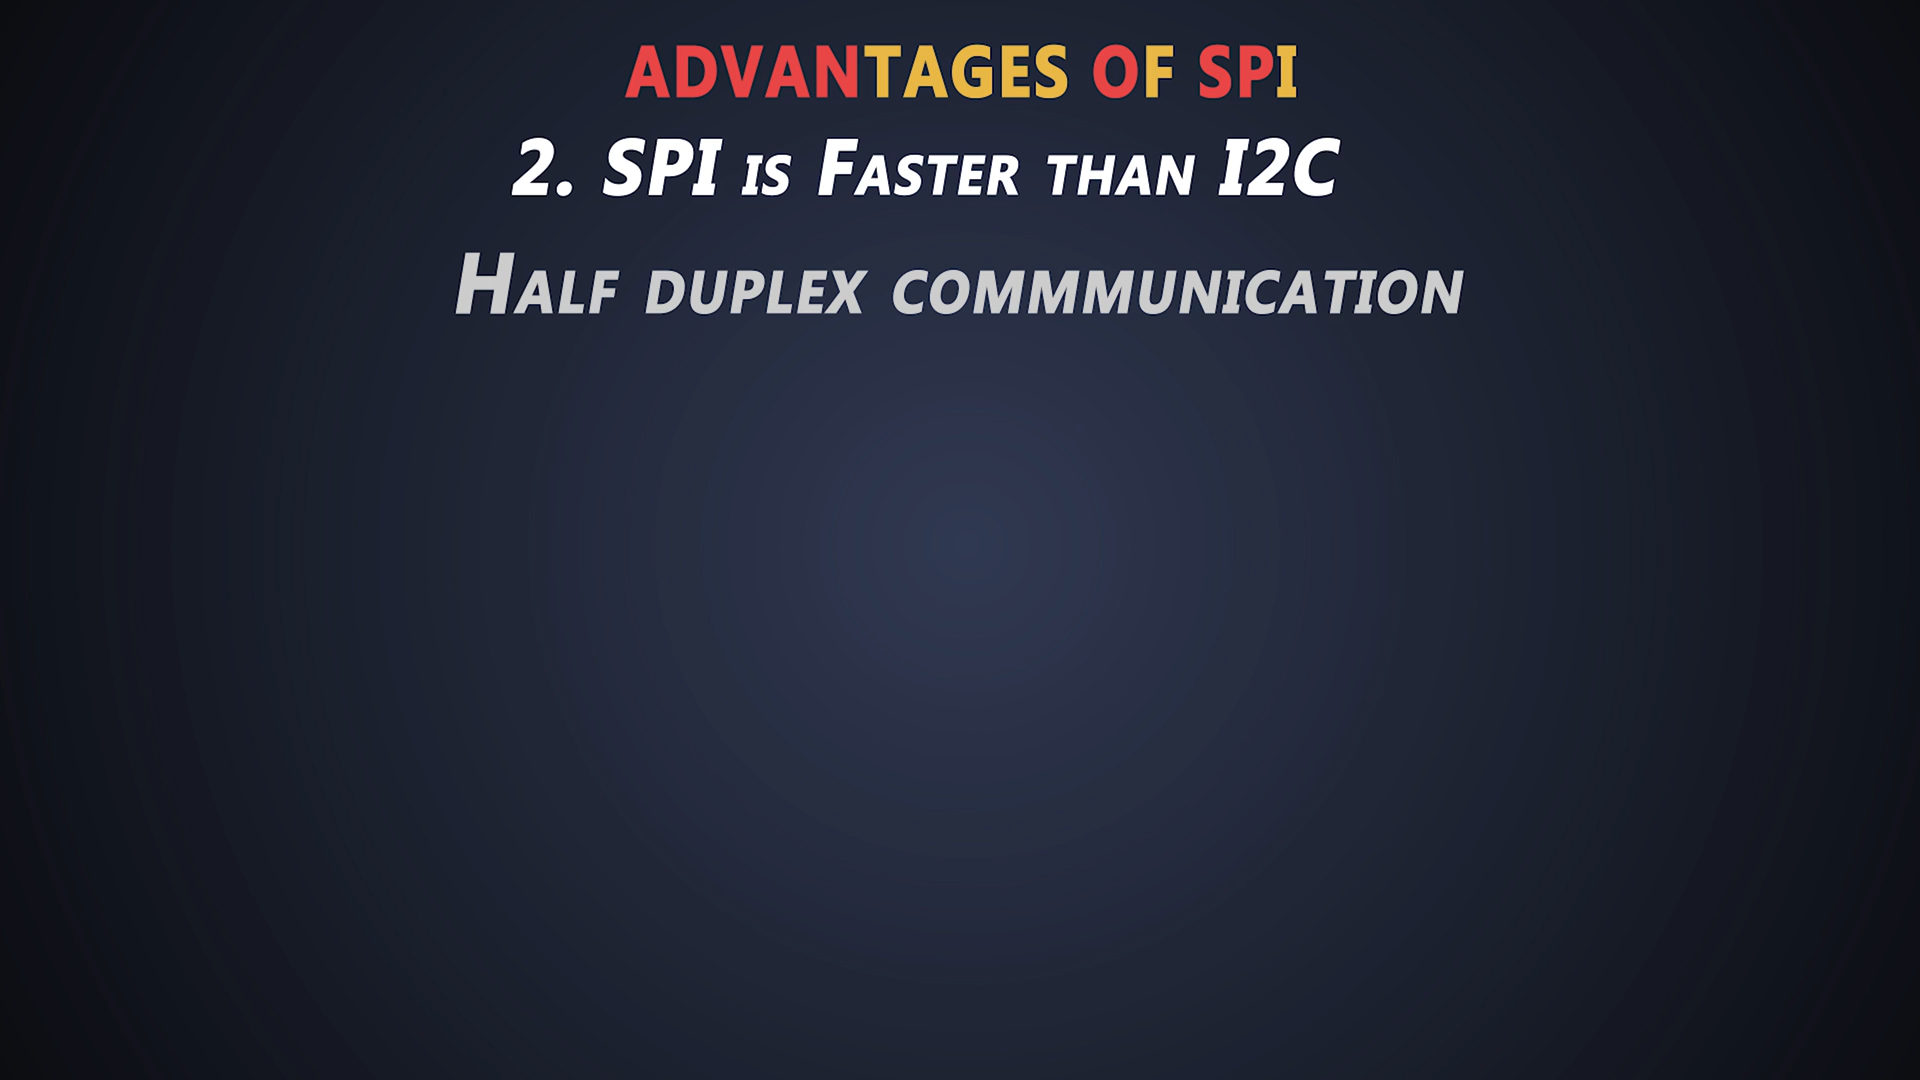 ADVANTAGES OF SPI
2. SPI is Faster than I2C
Half duplex commmunication